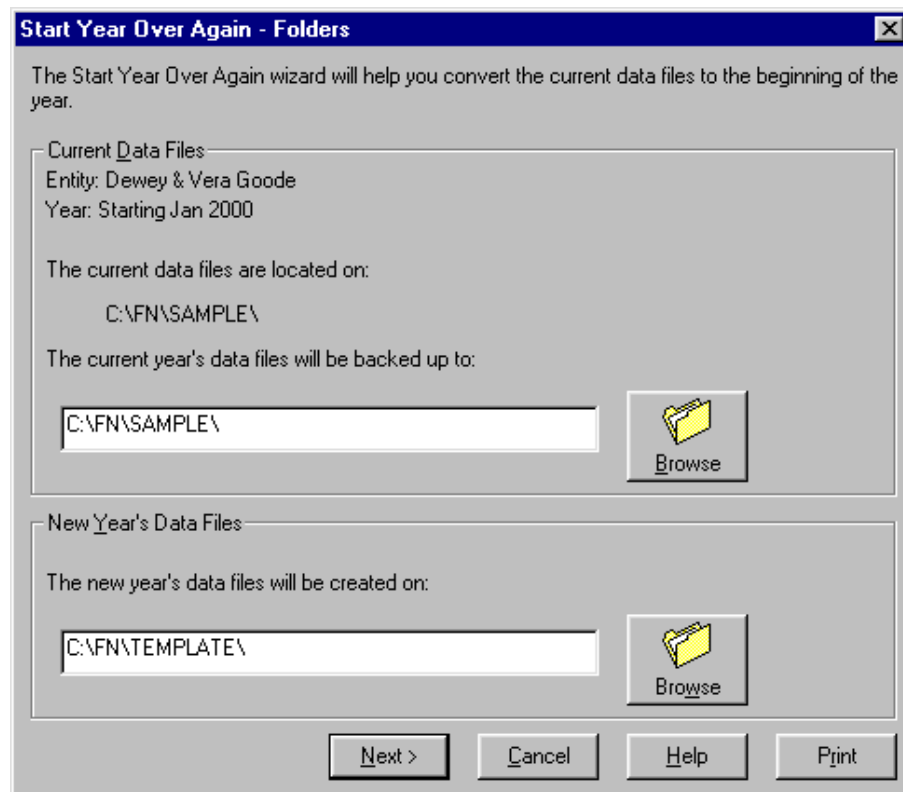 Start Year Over Again - Folders
The Start Year Over Again wizard will help you convert the current data files to the beginning of the
year.
Current Data Files
Entity: Dewey & Vera Goode
Year: Starting Jan 2000
The current data files are located on:
C:\FN\SAMPLE\
The current year's data files will be backed up to:
C:\FN\SAMPLE\
Browse
New Year's Data Files
The new year's data files will be created on:
C:\FN\TEMPLATE\
Browse
Next >
Cancel
Help
Print